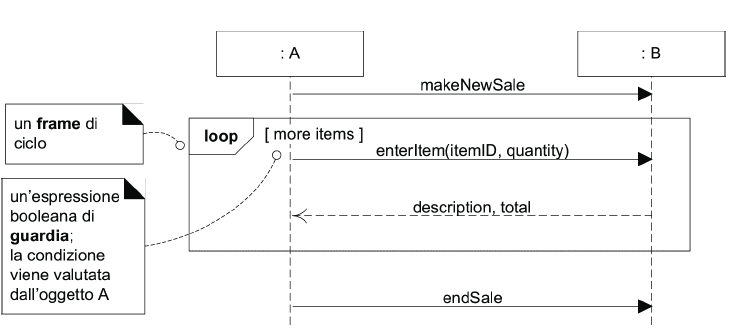 : A
: B
makeNewSale
un frame di
ciclo
loop
[ more items ]
enterItem(itemID, quantity)
un'espressione
booleana di
guardia;
la condizione
viene valutata
dall'oggetto A
description, total
endSale